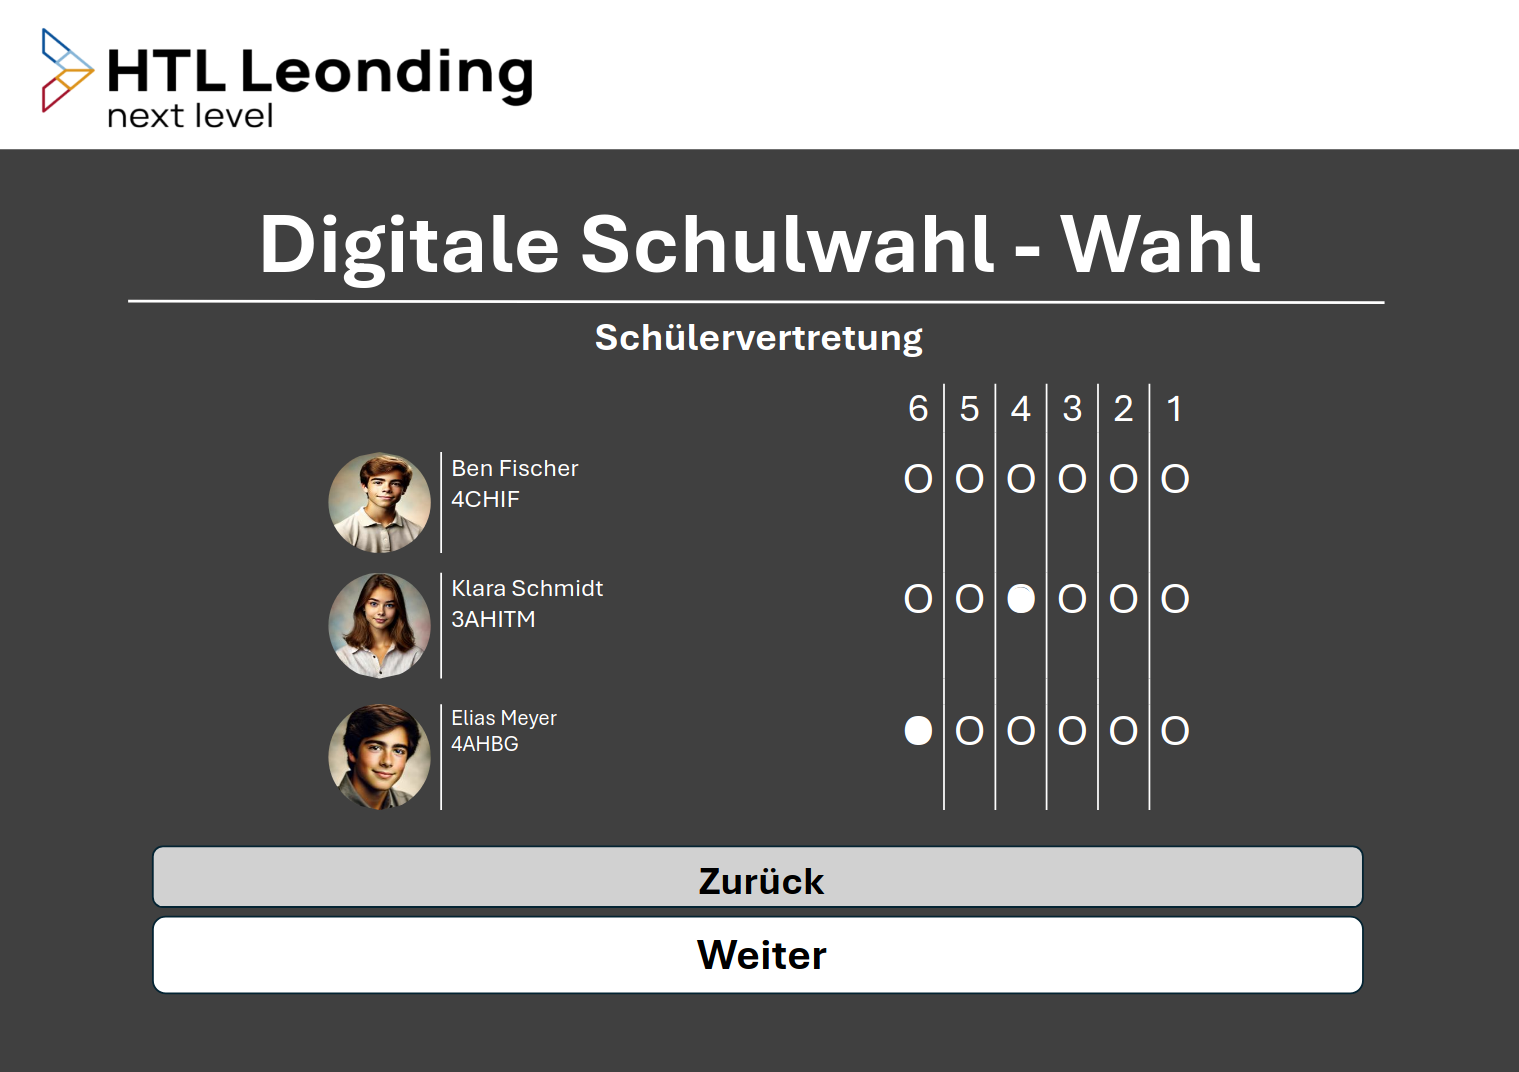 HTL Leonding
next level
Digitale Schulwahl - Wahl
Schülervertretung
6 5 4 3 2 1
Ben Fischer
4CHIF
O O O O O O
Klara Schmidt
3AHITM
O O O O O
Elias Meyer
4AHBG
O O O O O
Zurück
Weiter